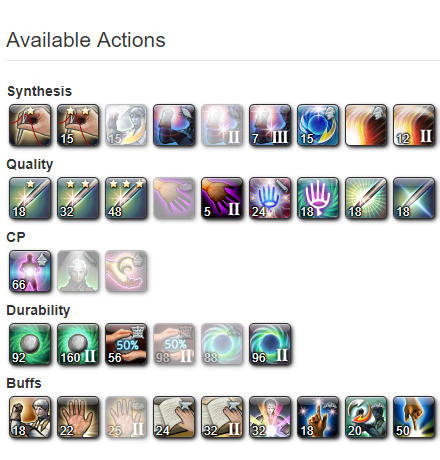 Available Actions
Synthesis
15 15 II 7 III 15 12 II
Quality
18 32 48 5 II 24 18 18 18
CP
66
Durability
92 160 II 50% 56 50% 98 II 88 96 II
Buffs
18 22 25 II 24 32 II 32 18 20 50